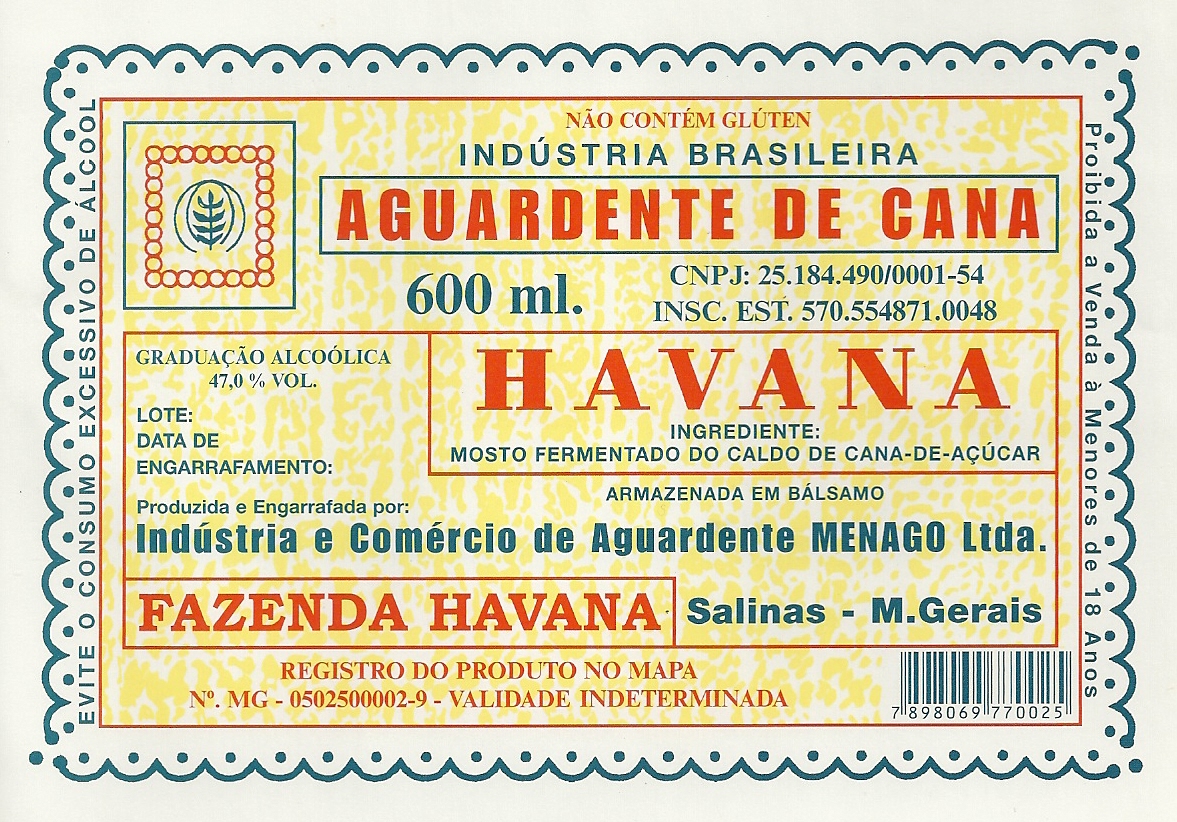 NÃO CONTÉM GLÚTEN
INDÚSTRIA BRASILEIRA
AGUARDENTE DE CANA
600 ml.
CNPJ: 25.184.490/0001-54
INSC. EST. 570.554871.0048
GRADUAÇÃO ALCOÓLICA
47,0 % VOL.
LOTE:
DATA DE
ENGARRAFAMENTO:
HAVANA
INGREDIENTE:
MOSTO FERMENTADO DO CALDO DE CANA-DE-AÇÚCAR
ARMAZENADA EM BÁLSAMO
Produzida e Engarrafada por:
Indústria e Comércio de Aguardente MENAGO Ltda.
FAZENDA HAVANA
Salinas - M.Gerais
REGISTRO DO PRODUTO NO MAPA
Nº. MG - 0502500002-9 - VALIDADE INDETERMINADA
7 898069 770025
EVITE O CONSUMO EXCESSIVO DE ÁLCOOL
Proibida a Venda à Menores de 18 Anos